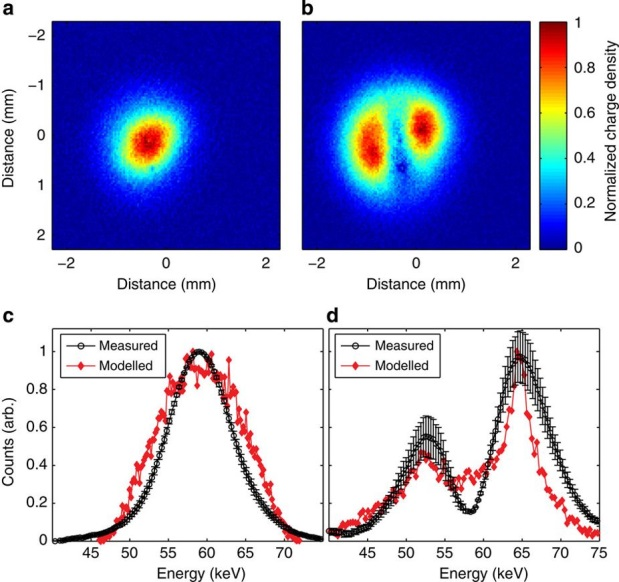 a
b
−2
−1
0
1
2
Distance (mm)
−2
0
2
Distance (mm)
−2
0
2
Distance (mm)
1
0.8
0.6
0.4
0.2
0
Normalized charge density
c
d
Measured
Modelled
1
0.8
0.6
0.4
0.2
0
Counts (arb.)
45 50 55 60 65 70
Energy (keV)
Measured
Modelled
45 50 55 60 65 70 75
Energy (keV)